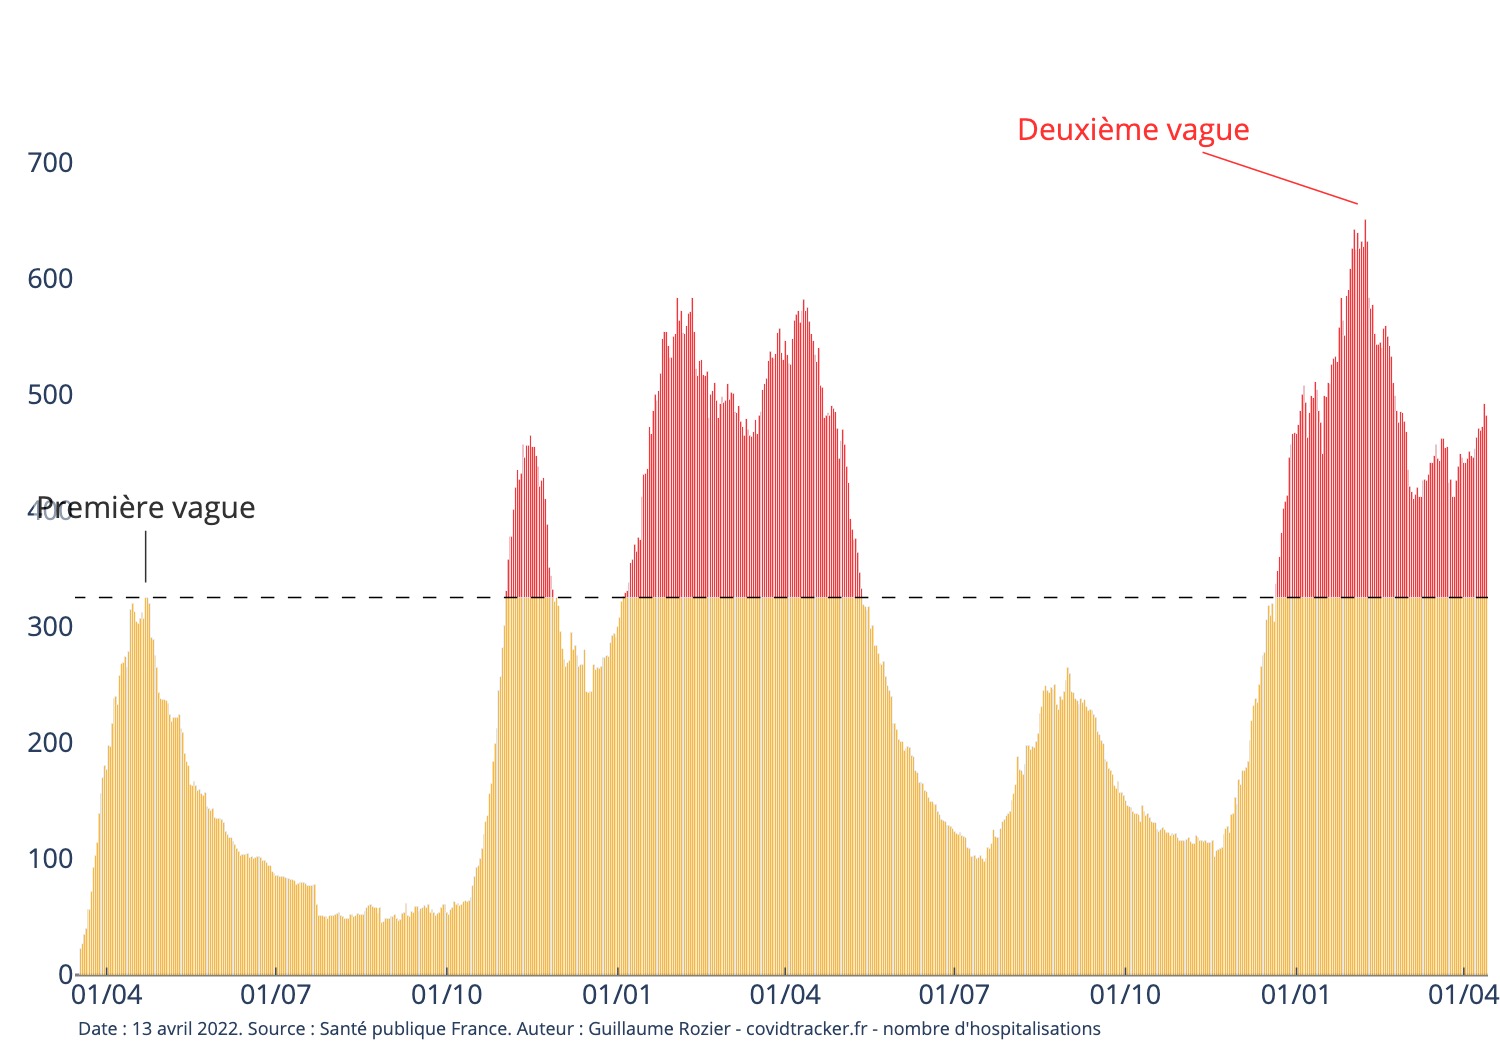 Deuxième vague
700
600
500
400
Première vague
300
200
100
0
01/04 01/07 01/10 01/01 01/04 01/07 01/10 01/01 01/04
Date : 13 avril 2022. Source : Santé publique France. Auteur : Guillaume Rozier - covidtracker.fr - nombre d'hospitalisations